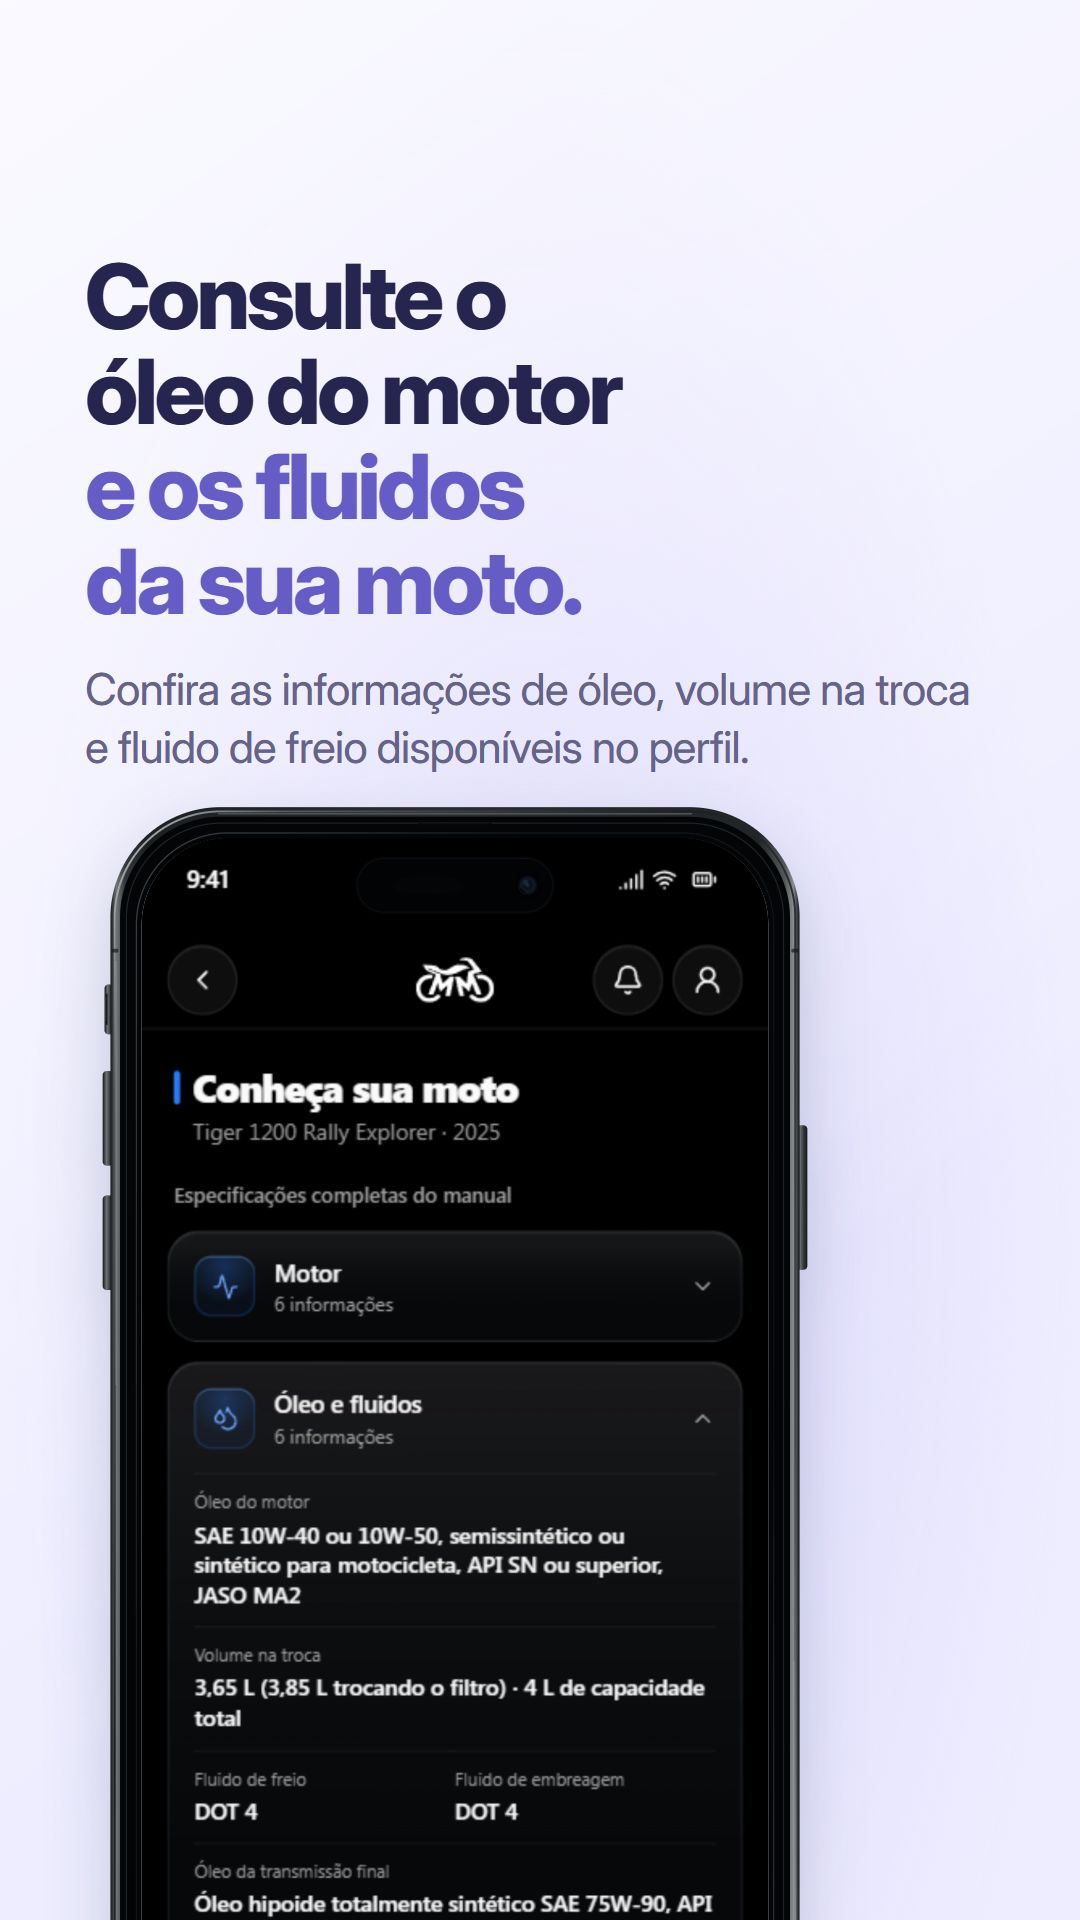 Consulte o
óleo do motor
e os fluidos
da sua moto.
Confira as informações de óleo, volume na troca
e fluido de freio disponíveis no perfil.
9:41
MM
Conheça sua moto
Tiger 1200 Rally Explorer · 2025
Especificações completas do manual
Motor
6 informações
Óleo e fluidos
6 informações
Óleo do motor
SAE 10W-40 ou 10W-50, semissintético ou
sintético para motocicleta, API SN ou superior,
JASO MA2
Volume na troca
3,65 L (3,85 L trocando o filtro) · 4 L de capacidade
total
Fluido de freio
Fluido de embreagem
DOT 4
DOT 4
Óleo da transmissão final
Óleo hipoide totalmente sintético SAE 75W-90, API